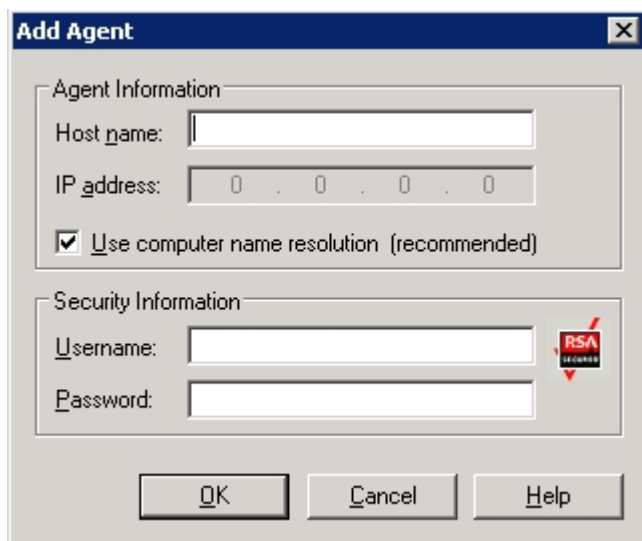 Add Agent
Agent Information
Host name:
IP address: 0 . 0 . 0 . 0
Use computer name resolution (recommended)
Security Information
Username:
RSA
SECURED
Password:
OK Cancel Help